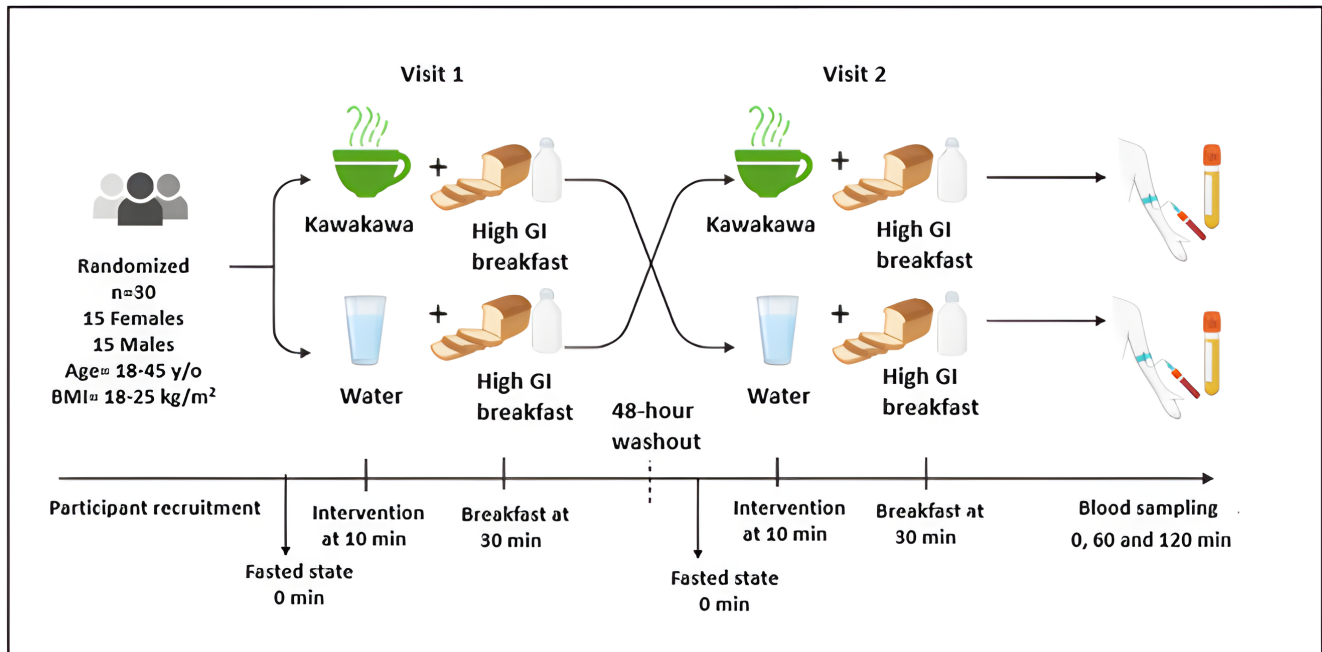 Visit 1
Visit 2
+
+
Kawakawa
High GI
breakfast
Kawakawa
High GI
breakfast
Randomized
n=30
15 Females
15 Males
Age= 18-45 y/o
BMI= 18-25 kg/m²
+
+
Water
High GI
breakfast
Water
High GI
breakfast
48-hour
washout
Participant recruitment
Intervention
at 10 min
Breakfast at
30 min
Intervention
at 10 min
Breakfast at
30 min
Blood sampling
0, 60 and 120 min
Fasted state
0 min
Fasted state
0 min